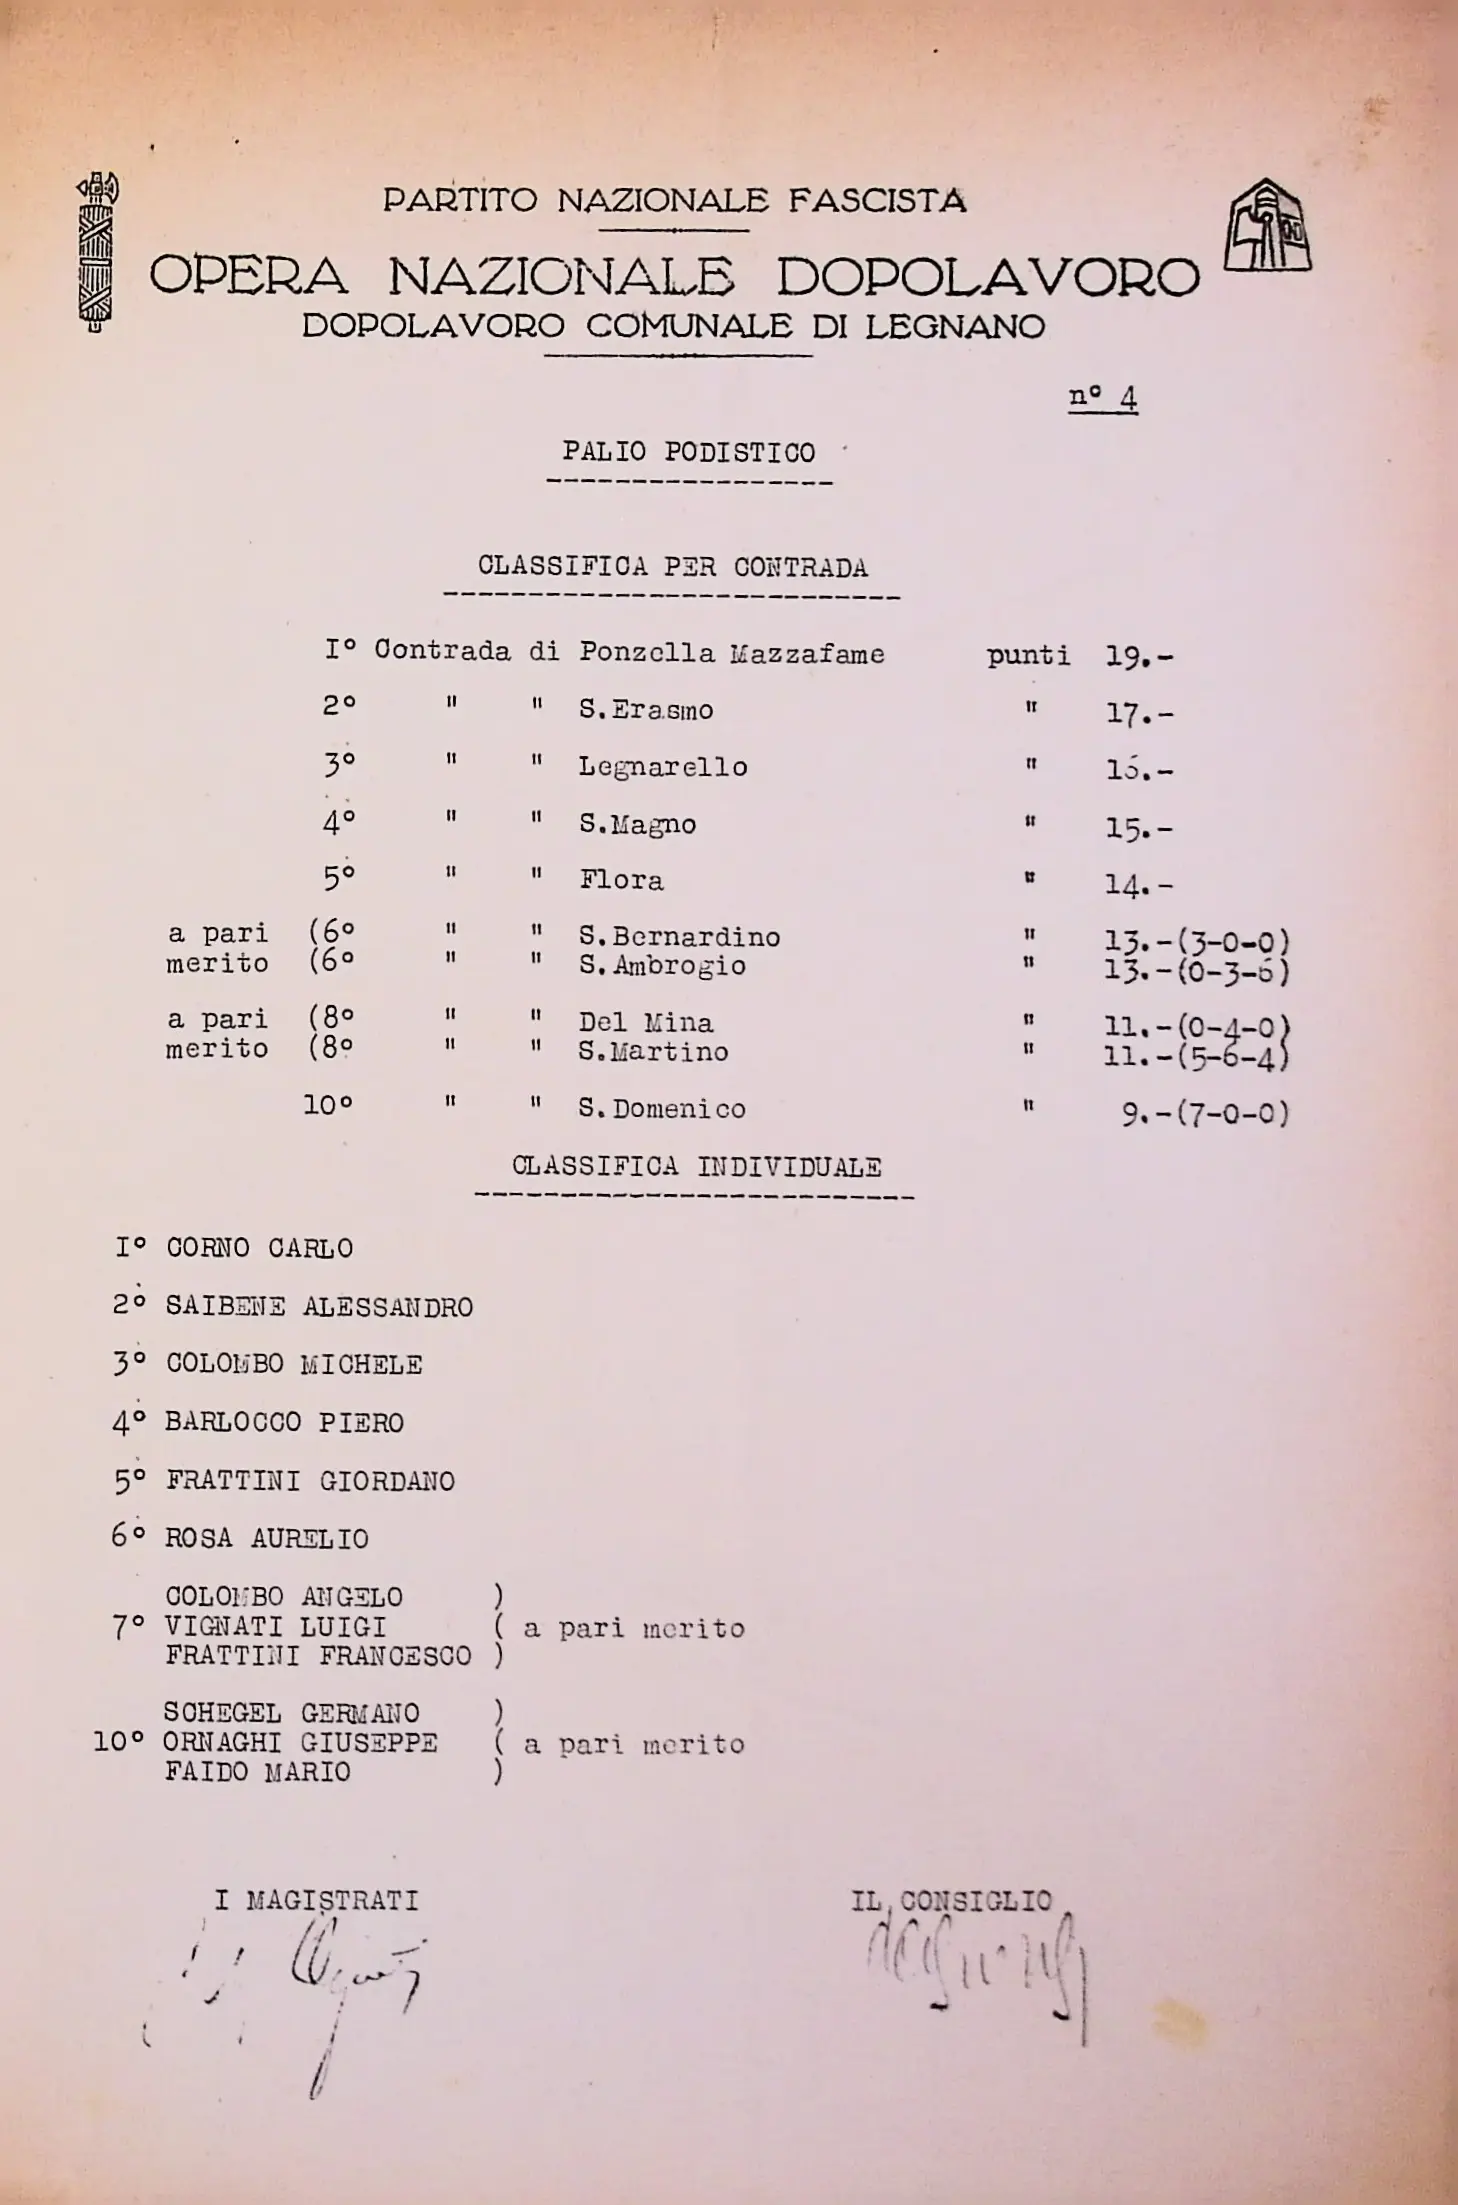 PARTITO NAZIONALE FASCISTA
OPERA NAZIONALE DOPOLAVORO
DOPOLAVORO COMUNALE DI LEGNANO
n° 4
PALIO PODISTICO
CLASSIFICA PER CONTRADA
I° Contrada di Ponzella Mazzafame punti 19.-
2° " " S.Erasmo " 17.-
3° " " Legnarello " 16.-
4° " " S.Magno " 15.-
5° " " Flora " 14.-
a pari (6° " " S.Bernardino " 13.-(3-0-0)
merito (6° " " S.Ambrogio " 13.-(0-3-6)
a pari (8° " " Del Mina " 11.-(0-4-0)
merito (8° " " S.Martino " 11.-(5-6-4)
10° " " S.Domenico " 9.-(7-0-0)
CLASSIFICA INDIVIDUALE
I° CORNO CARLO
2° SAIBENE ALESSANDRO
3° COLOMBO MICHELE
4° BARLOCCO PIERO
5° FRATTINI GIORDANO
6° ROSA AURELIO
COLOMBO ANGELO )
7° VIGNATI LUIGI ( a pari merito
FRATTINI FRANCESCO )
SCHEGEL GERMANO )
10° ORNAGHI GIUSEPPE ( a pari merito
FAIDO MARIO )
I MAGISTRATI IL CONSIGLIO